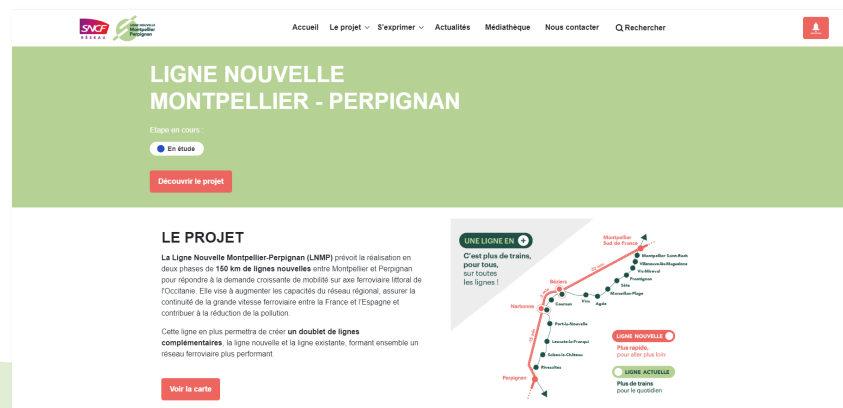 SNCF
RÉSEAU
LIGNE NOUVELLE
Montpellier
Perpignan
Accueil Le projet S'exprimer Actualités Médiathèque Nous contacter Rechercher
LIGNE NOUVELLE
MONTPELLIER - PERPIGNAN
Etape en cours :
En étude
Découvrir le projet
LE PROJET
La Ligne Nouvelle Montpellier-Perpignan (LNMP) prévoit la réalisation en
deux phases de 150 km de lignes nouvelles entre Montpellier et Perpignan
pour répondre à la demande croissante de mobilité sur axe ferroviaire littoral de
l'Occitanie. Elle vise à augmenter les capacités du réseau régional, assurer la
continuité de la grande vitesse ferroviaire entre la France et l'Espagne et
contribuer à la réduction de la pollution.
Cette ligne en plus permettra de créer un doublet de lignes
complémentaires, la ligne nouvelle et la ligne existante, formant ensemble un
réseau ferroviaire plus performant.
Voir la carte
UNE LIGNE EN +
C'est plus de trains,
pour tous,
sur toutes
les lignes !
Montpellier
Sud de France
Montpellier Saint-Roch
Villeneuve-lès-Maguelone
Vic-Mireval
Frontignan
Sète
Marseillan-Plage
Agde
Vias
Béziers
Coursan
Narbonne
Port-la-Nouvelle
Leucate-la-Franqui
Salses-le-Château
Rivesaltes
Perpignan
LIGNE NOUVELLE
Plus rapide,
pour aller plus loin
LIGNE ACTUELLE
Plus de trains
pour le quotidien